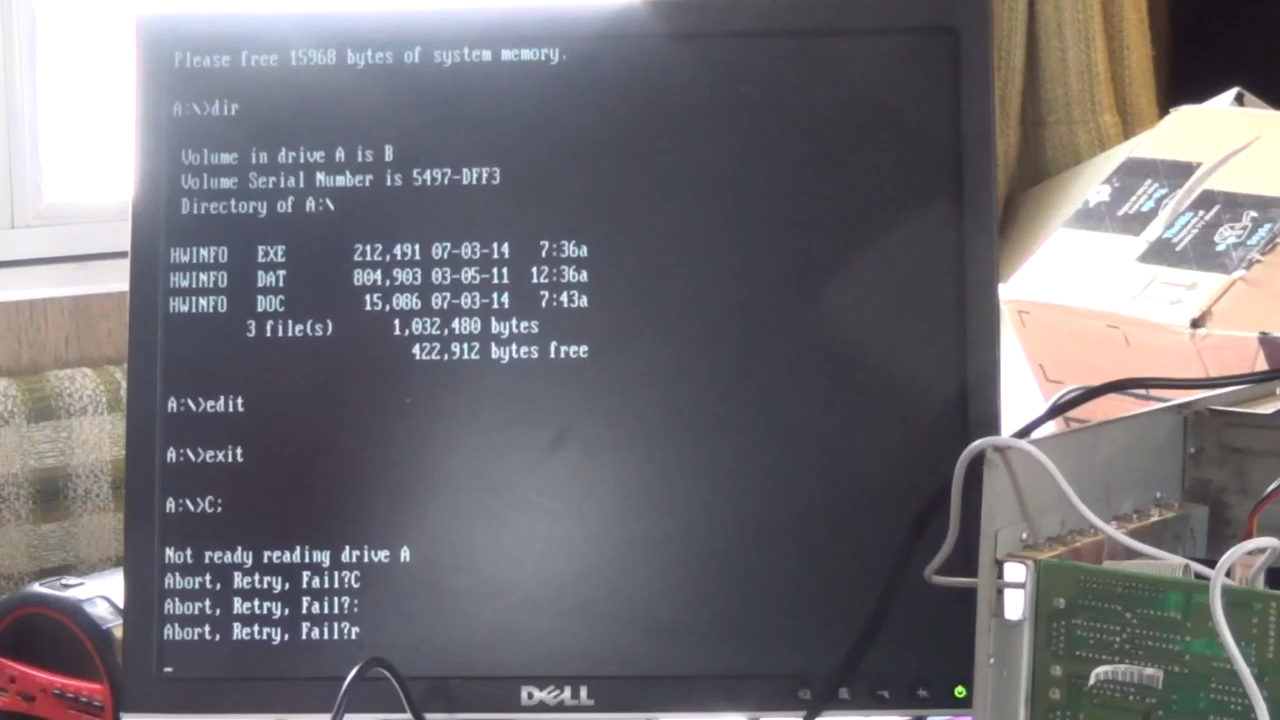 Please free 15968 bytes of system memory.
A:\>dir
Volume in drive A is B
Volume Serial Number is 5497-DFF3
Directory of A:\
HWINFO EXE 212,491 07-03-14 7:36a
HWINFO DAT 804,903 03-05-11 12:36a
HWINFO DOC 15,086 07-03-14 7:43a
3 file(s) 1,032,480 bytes
422,912 bytes free
A:\>edit
A:\>exit
A:\>C;
Not ready reading drive A
Abort, Retry, Fail?C
Abort, Retry, Fail?:
Abort, Retry, Fail?r
DELL